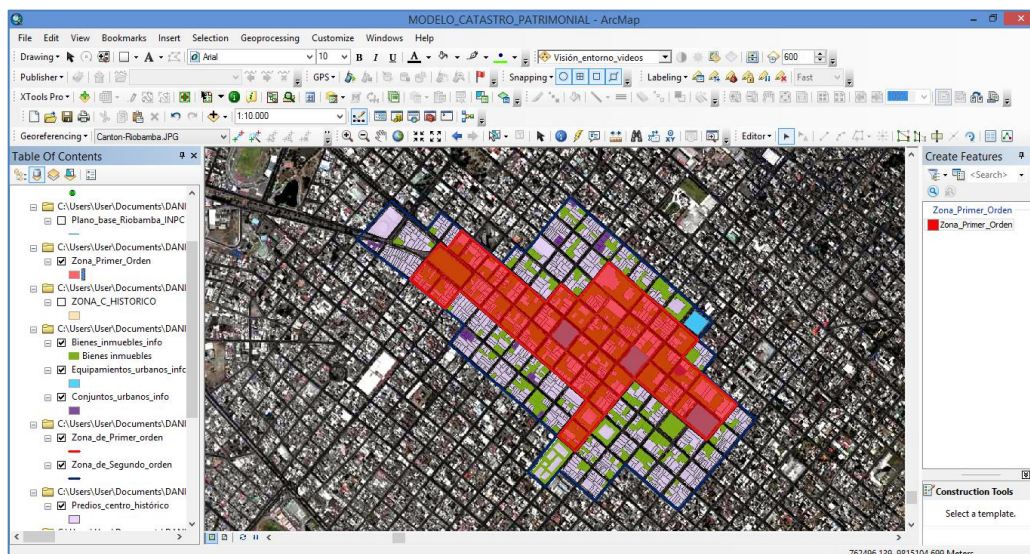 MODELO_CATASTRO_PATRIMONIAL - ArcMap
File Edit View Bookmarks Insert Selection Geoprocessing Customize Windows Help
Drawing Arial 10 B I U A Visión_entorno_videos 600
Publisher GPS Snapping Labeling Fast
XTools Pro 100%
1:10.000
Georeferencing Canton-Riobamba.JPG Editor
Table Of Contents
C:\Users\User\Documents\DANI
Plano_base_Riobamba_INPC
C:\Users\User\Documents\DANI
Zona_Primer_Orden
C:\Users\User\Documents\DANI
ZONA_C_HISTORICO
C:\Users\User\Documents\DANI
Bienes_inmuebles_info
Bienes inmuebles
Equipamientos_urbanos_infc
Conjuntos_urbanos_info
C:\Users\User\Documents\DANI
Zona_de_Primer_orden
Zona_de_Segundo_orden
C:\Users\User\Documents\DANI
Predios_centro_histórico
Create Features
<Search>
Zona_Primer_Orden
Zona_Primer_Orden
Construction Tools
Select a template.
762496,139 9815104,699 Meters